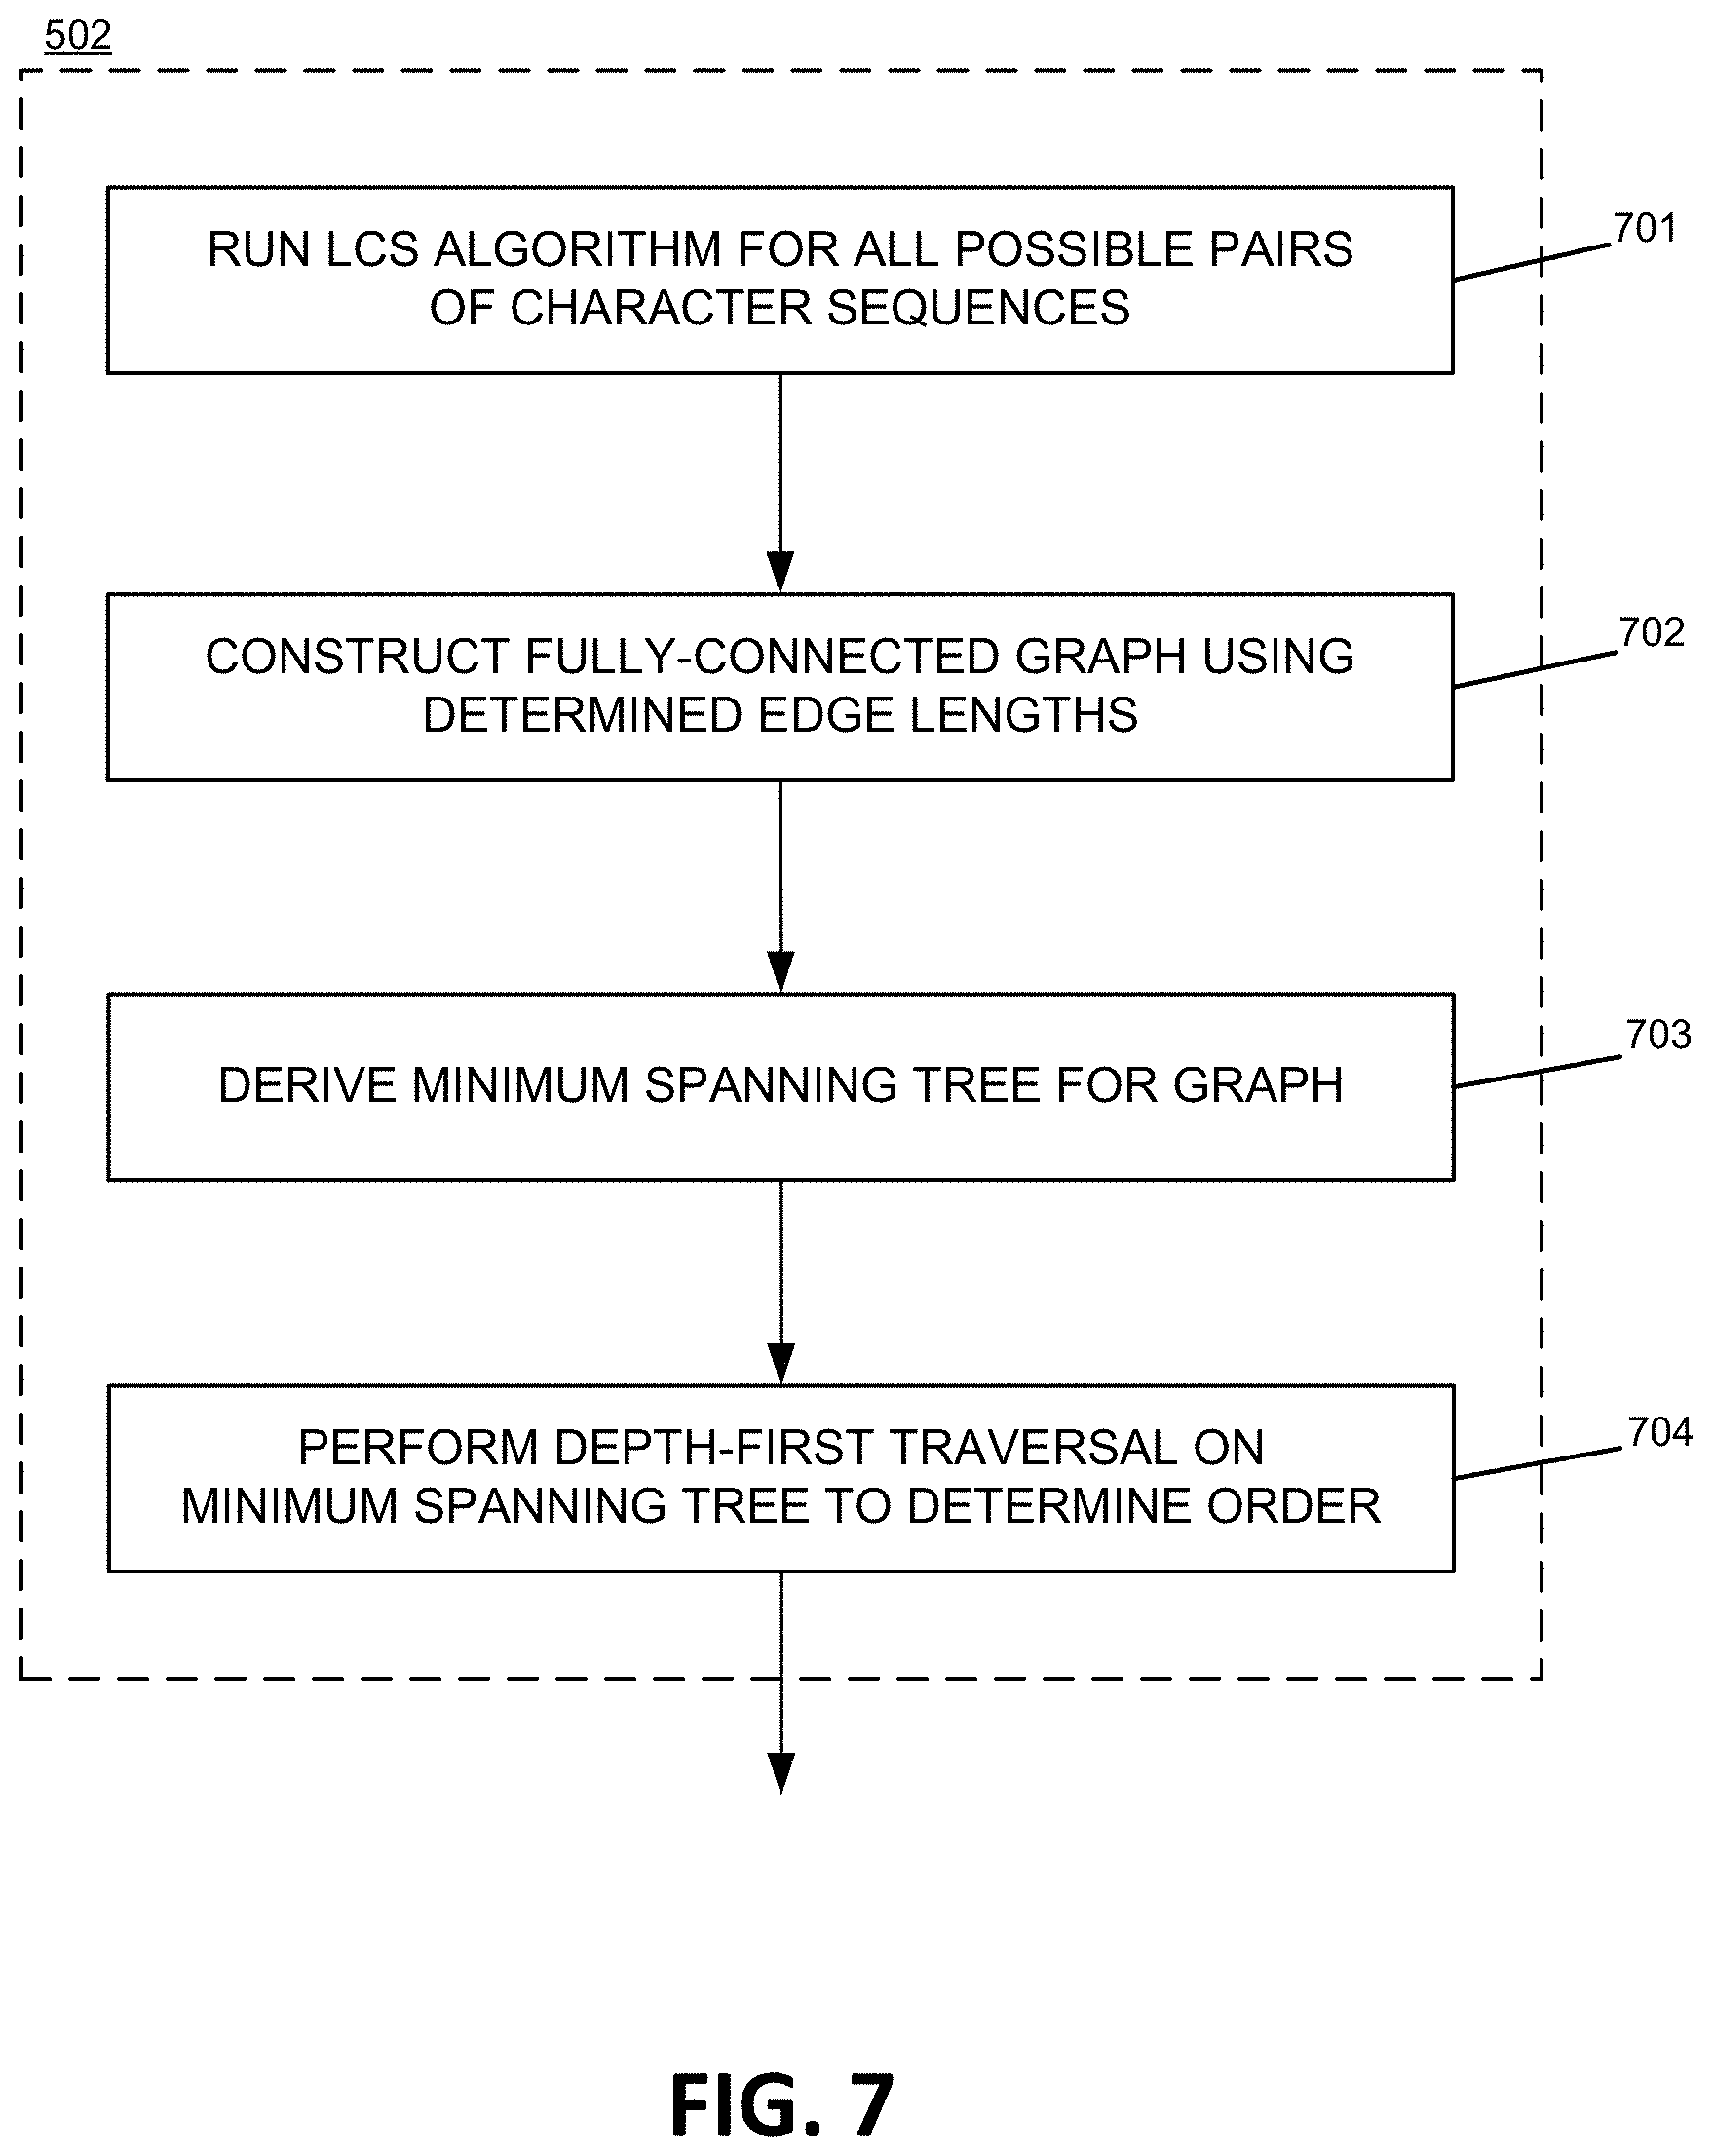 502
RUN LCS ALGORITHM FOR ALL POSSIBLE PAIRS
OF CHARACTER SEQUENCES
701
CONSTRUCT FULLY-CONNECTED GRAPH USING
DETERMINED EDGE LENGTHS
702
DERIVE MINIMUM SPANNING TREE FOR GRAPH
703
PERFORM DEPTH-FIRST TRAVERSAL ON
MINIMUM SPANNING TREE TO DETERMINE ORDER
704
FIG. 7